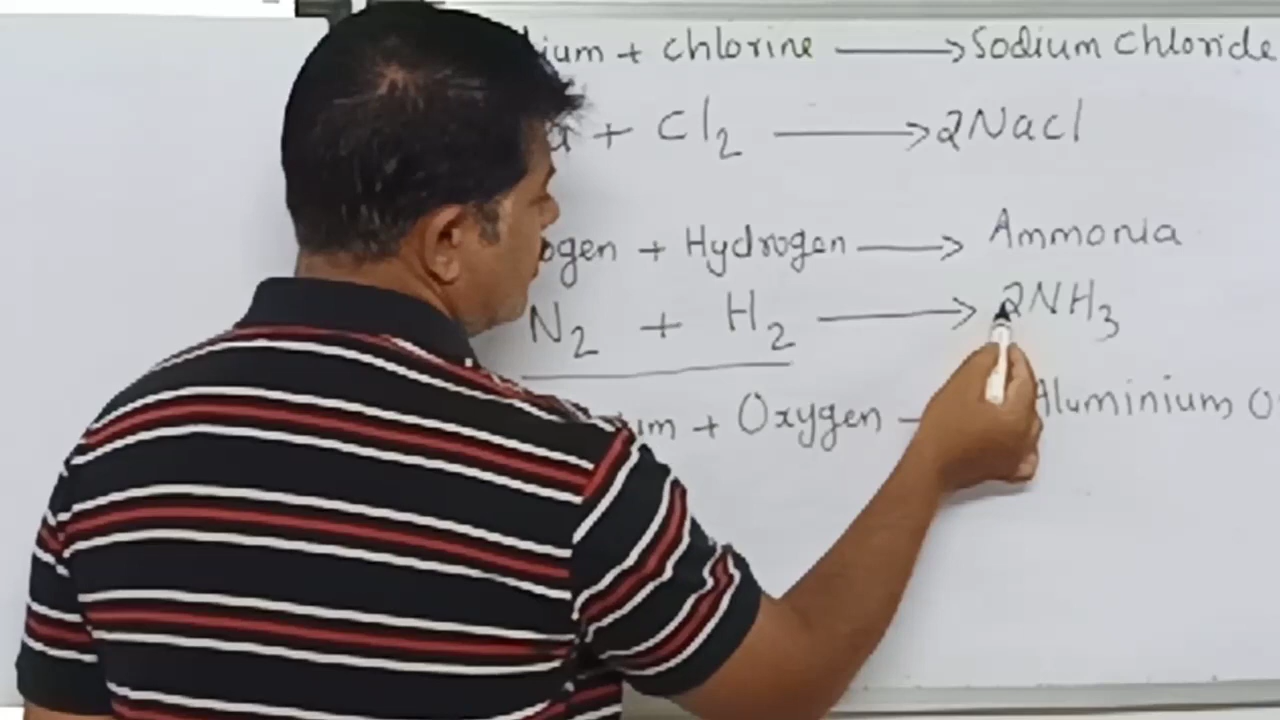 ium + chlorine ⟶ Sodium Chloride
+ Cl2 ⟶ 2Nacl
ogen + Hydrogen ⟶ Ammonia
N2 + H2 ⟶ 2NH3
um + Oxygen – Aluminium O